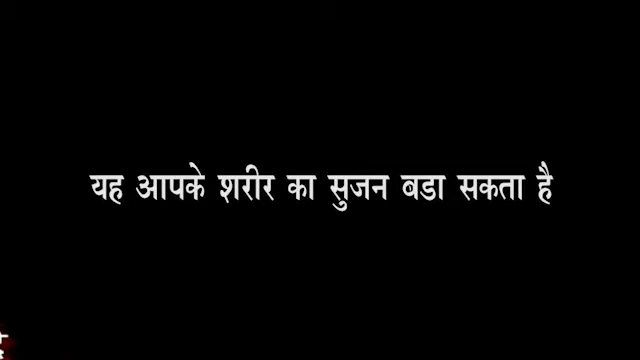 यह आपके शरीर का सुजन बडा सकता है